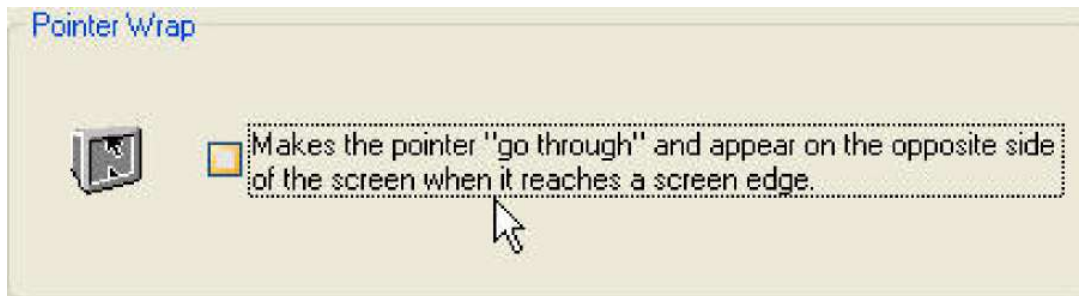 Pointer Wrap
Makes the pointer "go through" and appear on the opposite side
of the screen when it reaches a screen edge.